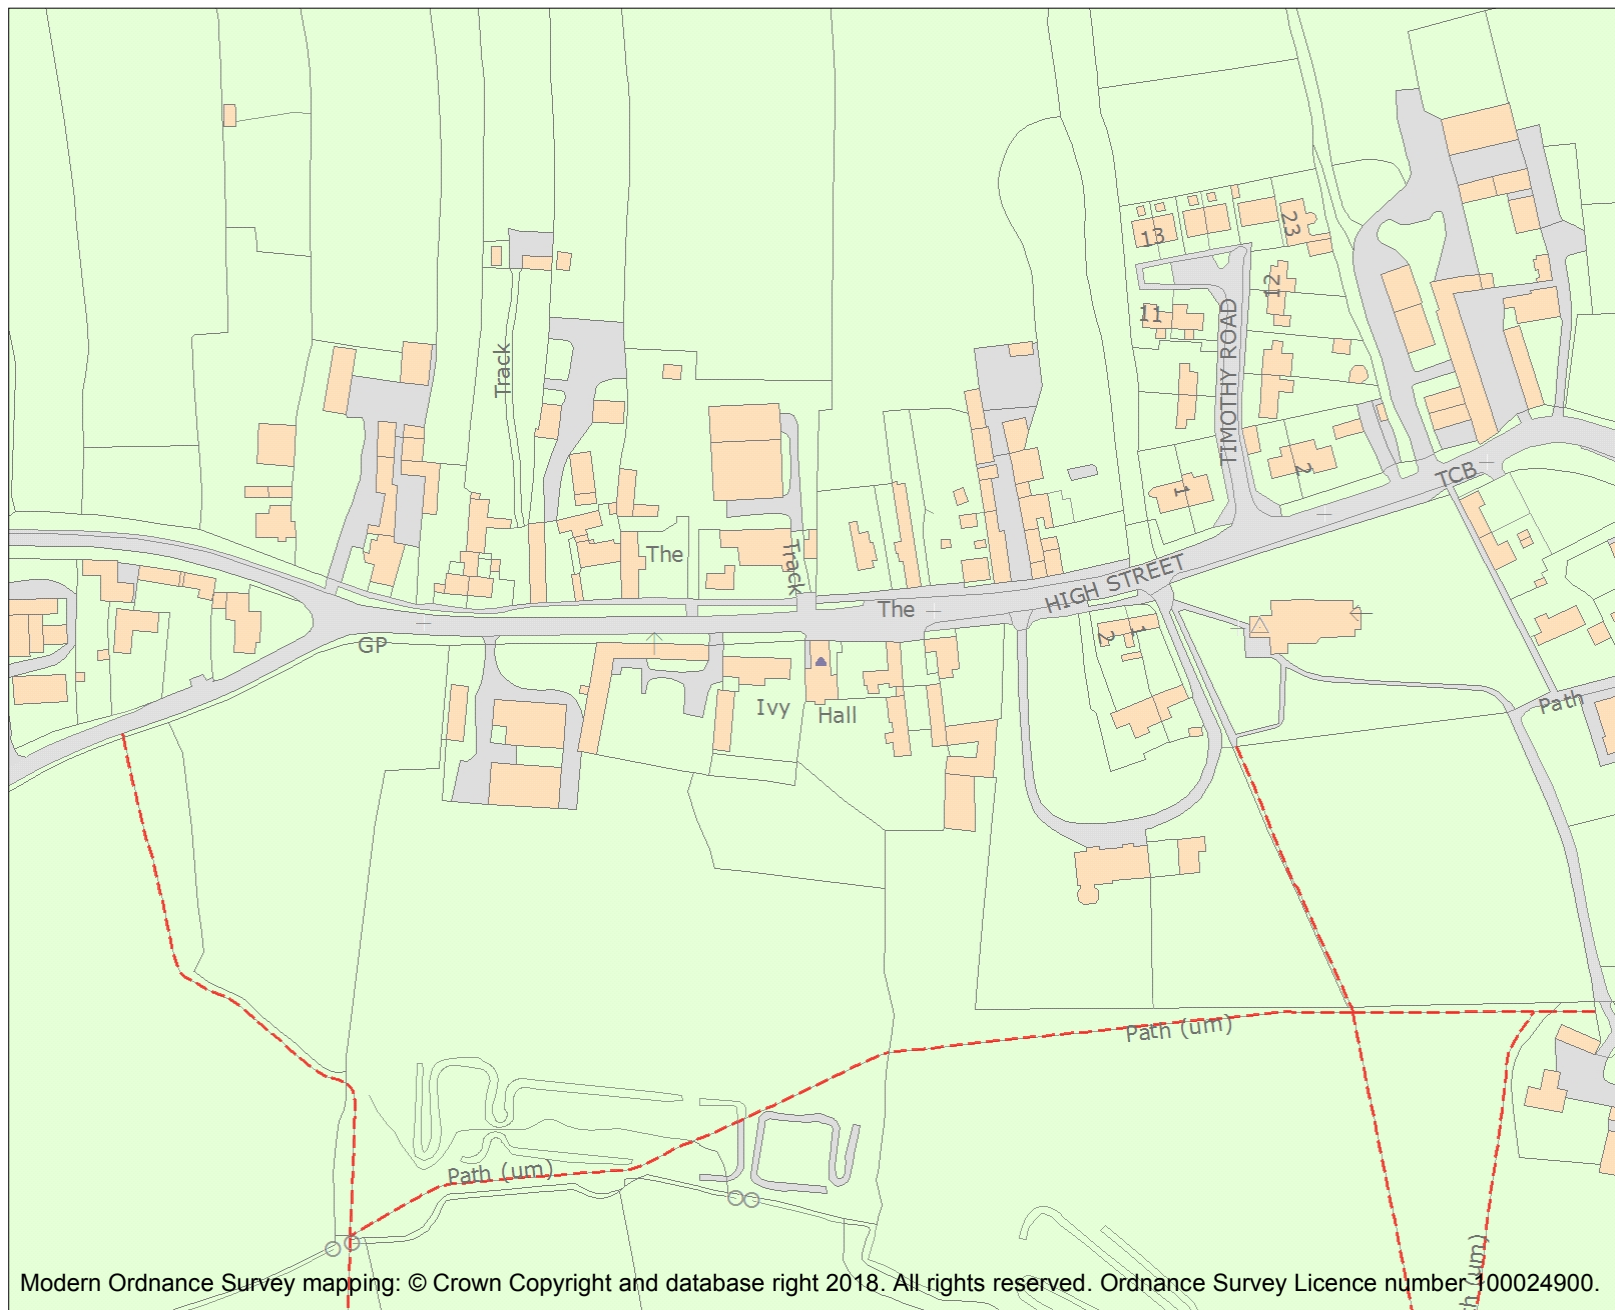 23
13
12
11
Track
TIMOTHY ROAD
2
TCB
1
The
Track
HIGH STREET
The
GP
2
1
Ivy
Hall
Path
Path (um)
Path (um)
(um)
Modern Ordnance Survey mapping: © Crown Copyright and database right 2018. All rights reserved. Ordnance Survey Licence number 100024900.